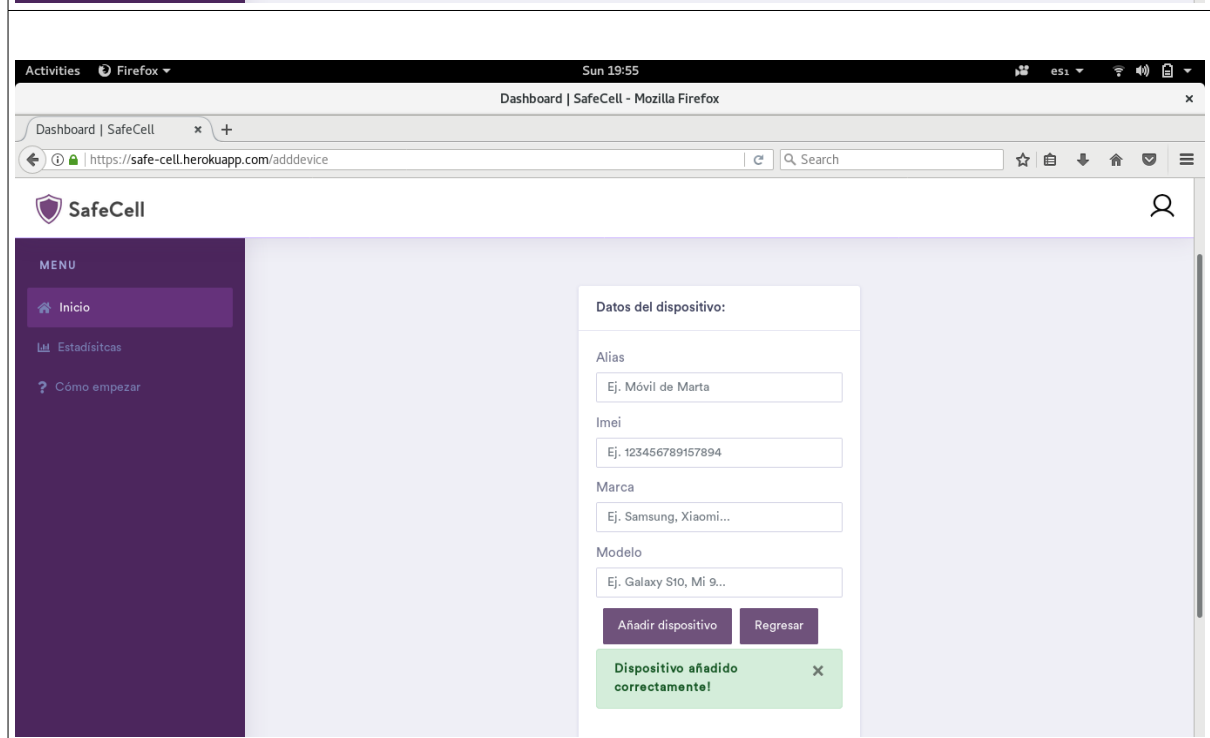 Activities Firefox Sun 19:55 es₁
Dashboard | SafeCell - Mozilla Firefox ×
Dashboard | SafeCell × +
https://safe-cell.herokuapp.com/adddevice Search
SafeCell
MENU
Inicio
Estadísitcas
Cómo empezar
Datos del dispositivo:
Alias
Ej. Móvil de Marta
Imei
Ej. 123456789157894
Marca
Ej. Samsung, Xiaomi...
Modelo
Ej. Galaxy S10, Mi 9...
Añadir dispositivo Regresar
Dispositivo añadido ×
correctamente!